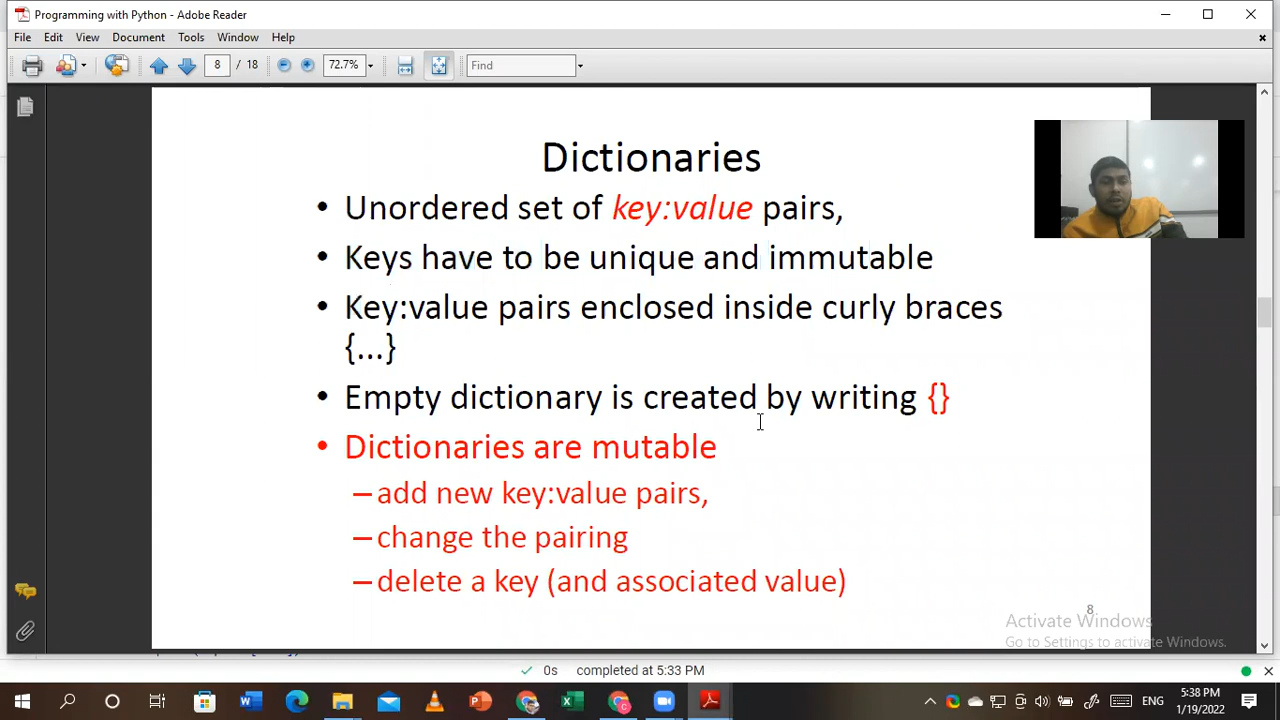 Programming with Python - Adobe Reader
File Edit View Document Tools Window Help
8 / 18 72.7% Find
Dictionaries
• Unordered set of key:value pairs,
• Keys have to be unique and immutable
• Key:value pairs enclosed inside curly braces
{...}
• Empty dictionary is created by writing {}
• Dictionaries are mutable
– add new key:value pairs,
– change the pairing
– delete a key (and associated value)
8
Activate Windows
Go to Settings to activate Windows.
0s completed at 5:33 PM
ENG
5:38 PM
1/19/2022